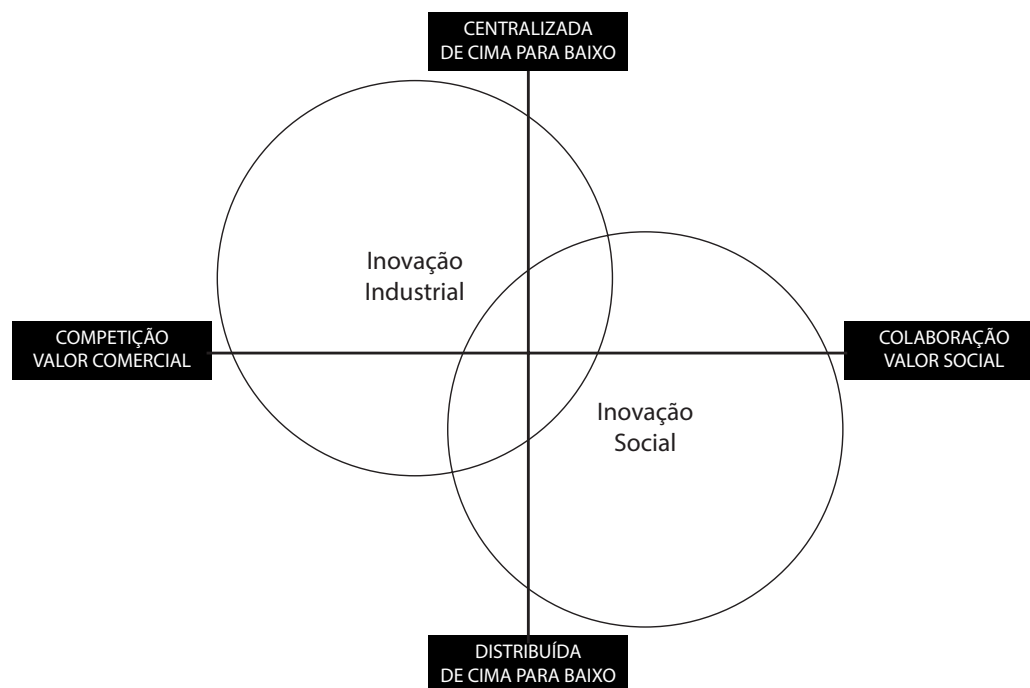 CENTRALIZADA
DE CIMA PARA BAIXO
Inovação
Industrial
COMPETIÇÃO
VALOR COMERCIAL
COLABORAÇÃO
VALOR SOCIAL
Inovação
Social
DISTRIBUÍDA
DE CIMA PARA BAIXO